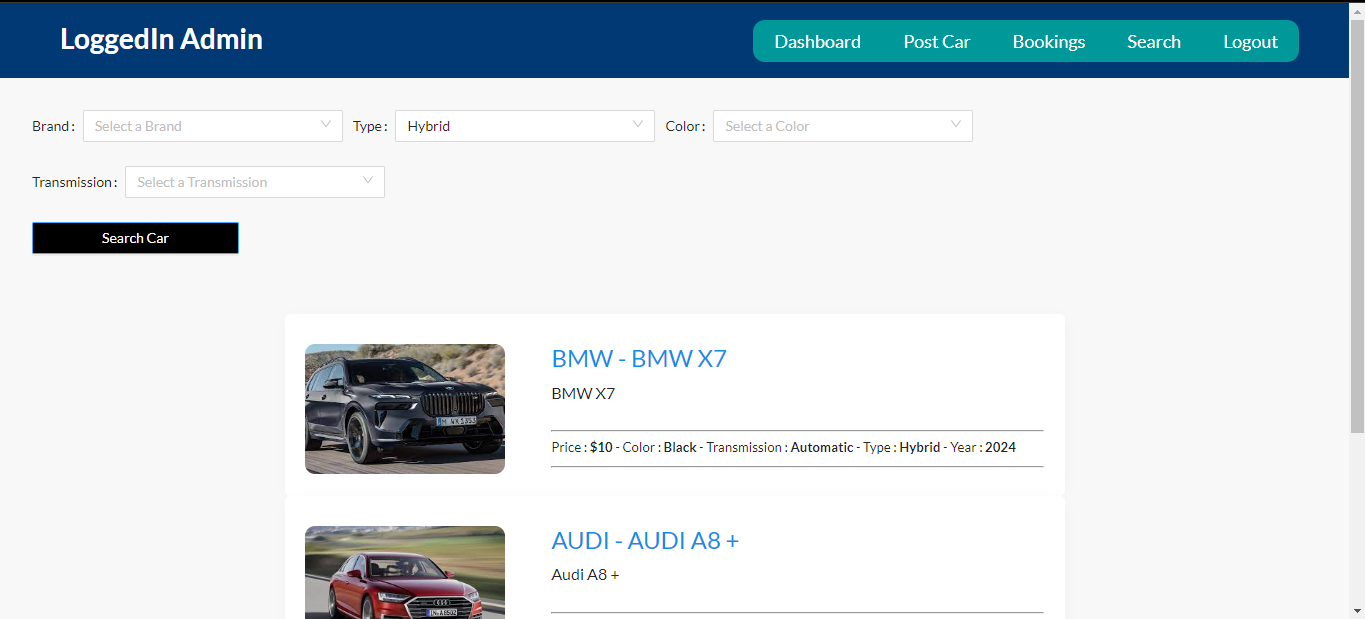 LoggedIn Admin
Dashboard Post Car Bookings Search Logout
Brand : Select a Brand Type : Hybrid Color : Select a Color
Transmission : Select a Transmission
Search Car
BMW - BMW X7
BMW X7
Price : $10 - Color : Black - Transmission : Automatic - Type : Hybrid - Year : 2024
AUDI - AUDI A8 +
Audi A8 +